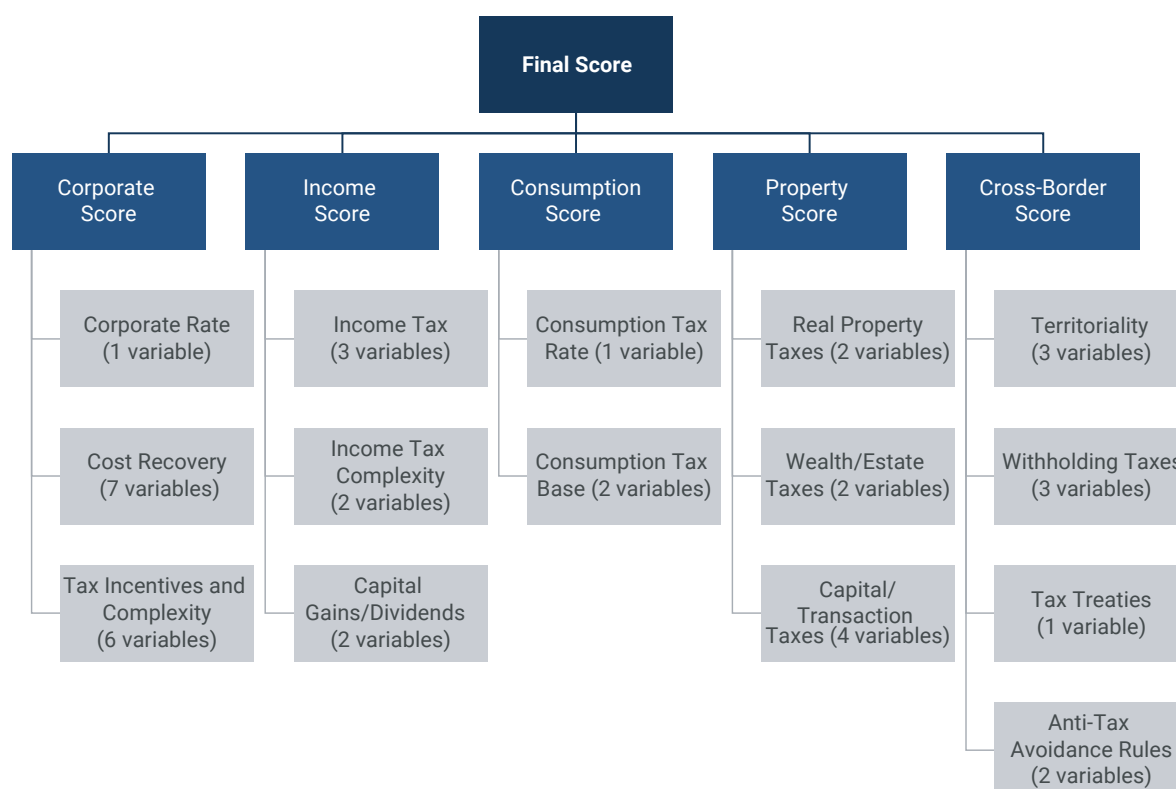 Final Score
Corporate
Score
Income
Score
Consumption
Score
Property
Score
Cross-Border
Score
Corporate Rate
(1 variable)
Cost Recovery
(7 variables)
Tax Incentives and
Complexity
(6 variables)
Income Tax
(3 variables)
Income Tax
Complexity
(2 variables)
Capital
Gains/Dividends
(2 variables)
Consumption Tax
Rate (1 variable)
Consumption Tax
Base (2 variables)
Real Property
Taxes (2 variables)
Wealth/Estate
Taxes (2 variables)
Capital/
Transaction
Taxes (4 variables)
Territoriality
(3 variables)
Withholding Taxes
(3 variables)
Tax Treaties
(1 variable)
Anti-Tax
Avoidance Rules
(2 variables)